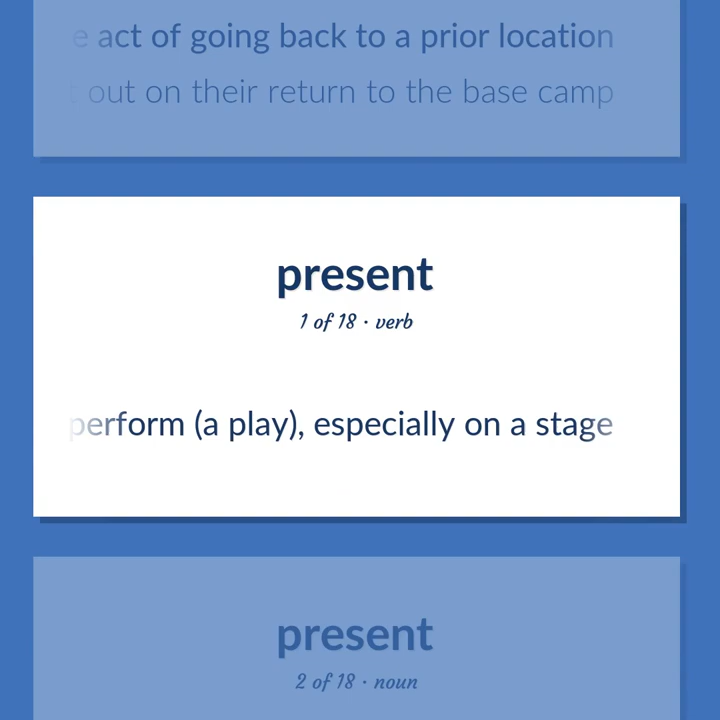 act of going back to a prior location
out on their return to the base camp
present
1 of 18 · verb
perform (a play), especially on a stage
present
2 of 18 · noun